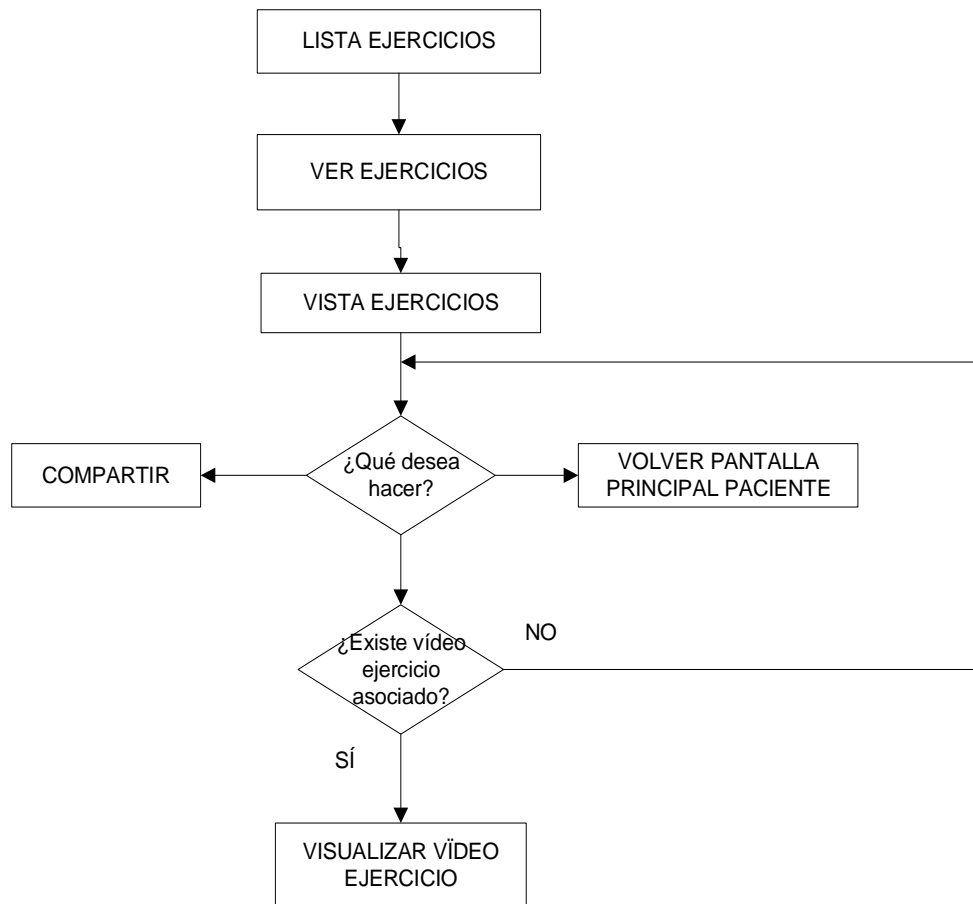 LISTA EJERCICIOS
VER EJERCICIOS
VISTA EJERCICIOS
¿Qué desea
hacer?
COMPARTIR
VOLVER PANTALLA
PRINCIPAL PACIENTE
¿Existe vídeo
ejercicio
asociado?
NO
SÍ
VISUALIZAR VÏDEO
EJERCICIO